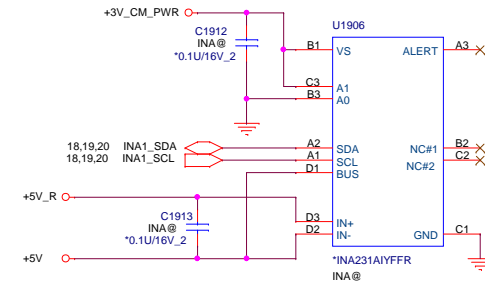 +3V_CM_PWR
U1906
C1912
INA@
*0.1U/16V_2
B1 VS ALERT A3
C3 A1
B3 A0
18,19,20 INA1_SDA A2 SDA NC#1 B2
18,19,20 INA1_SCL A1 SCL NC#2 C2
D1 BUS
+5V_R
C1913
INA@
*0.1U/16V_2
D3 IN+
D2 IN- GND C1
+5V
*INA231AIYFFR
INA@